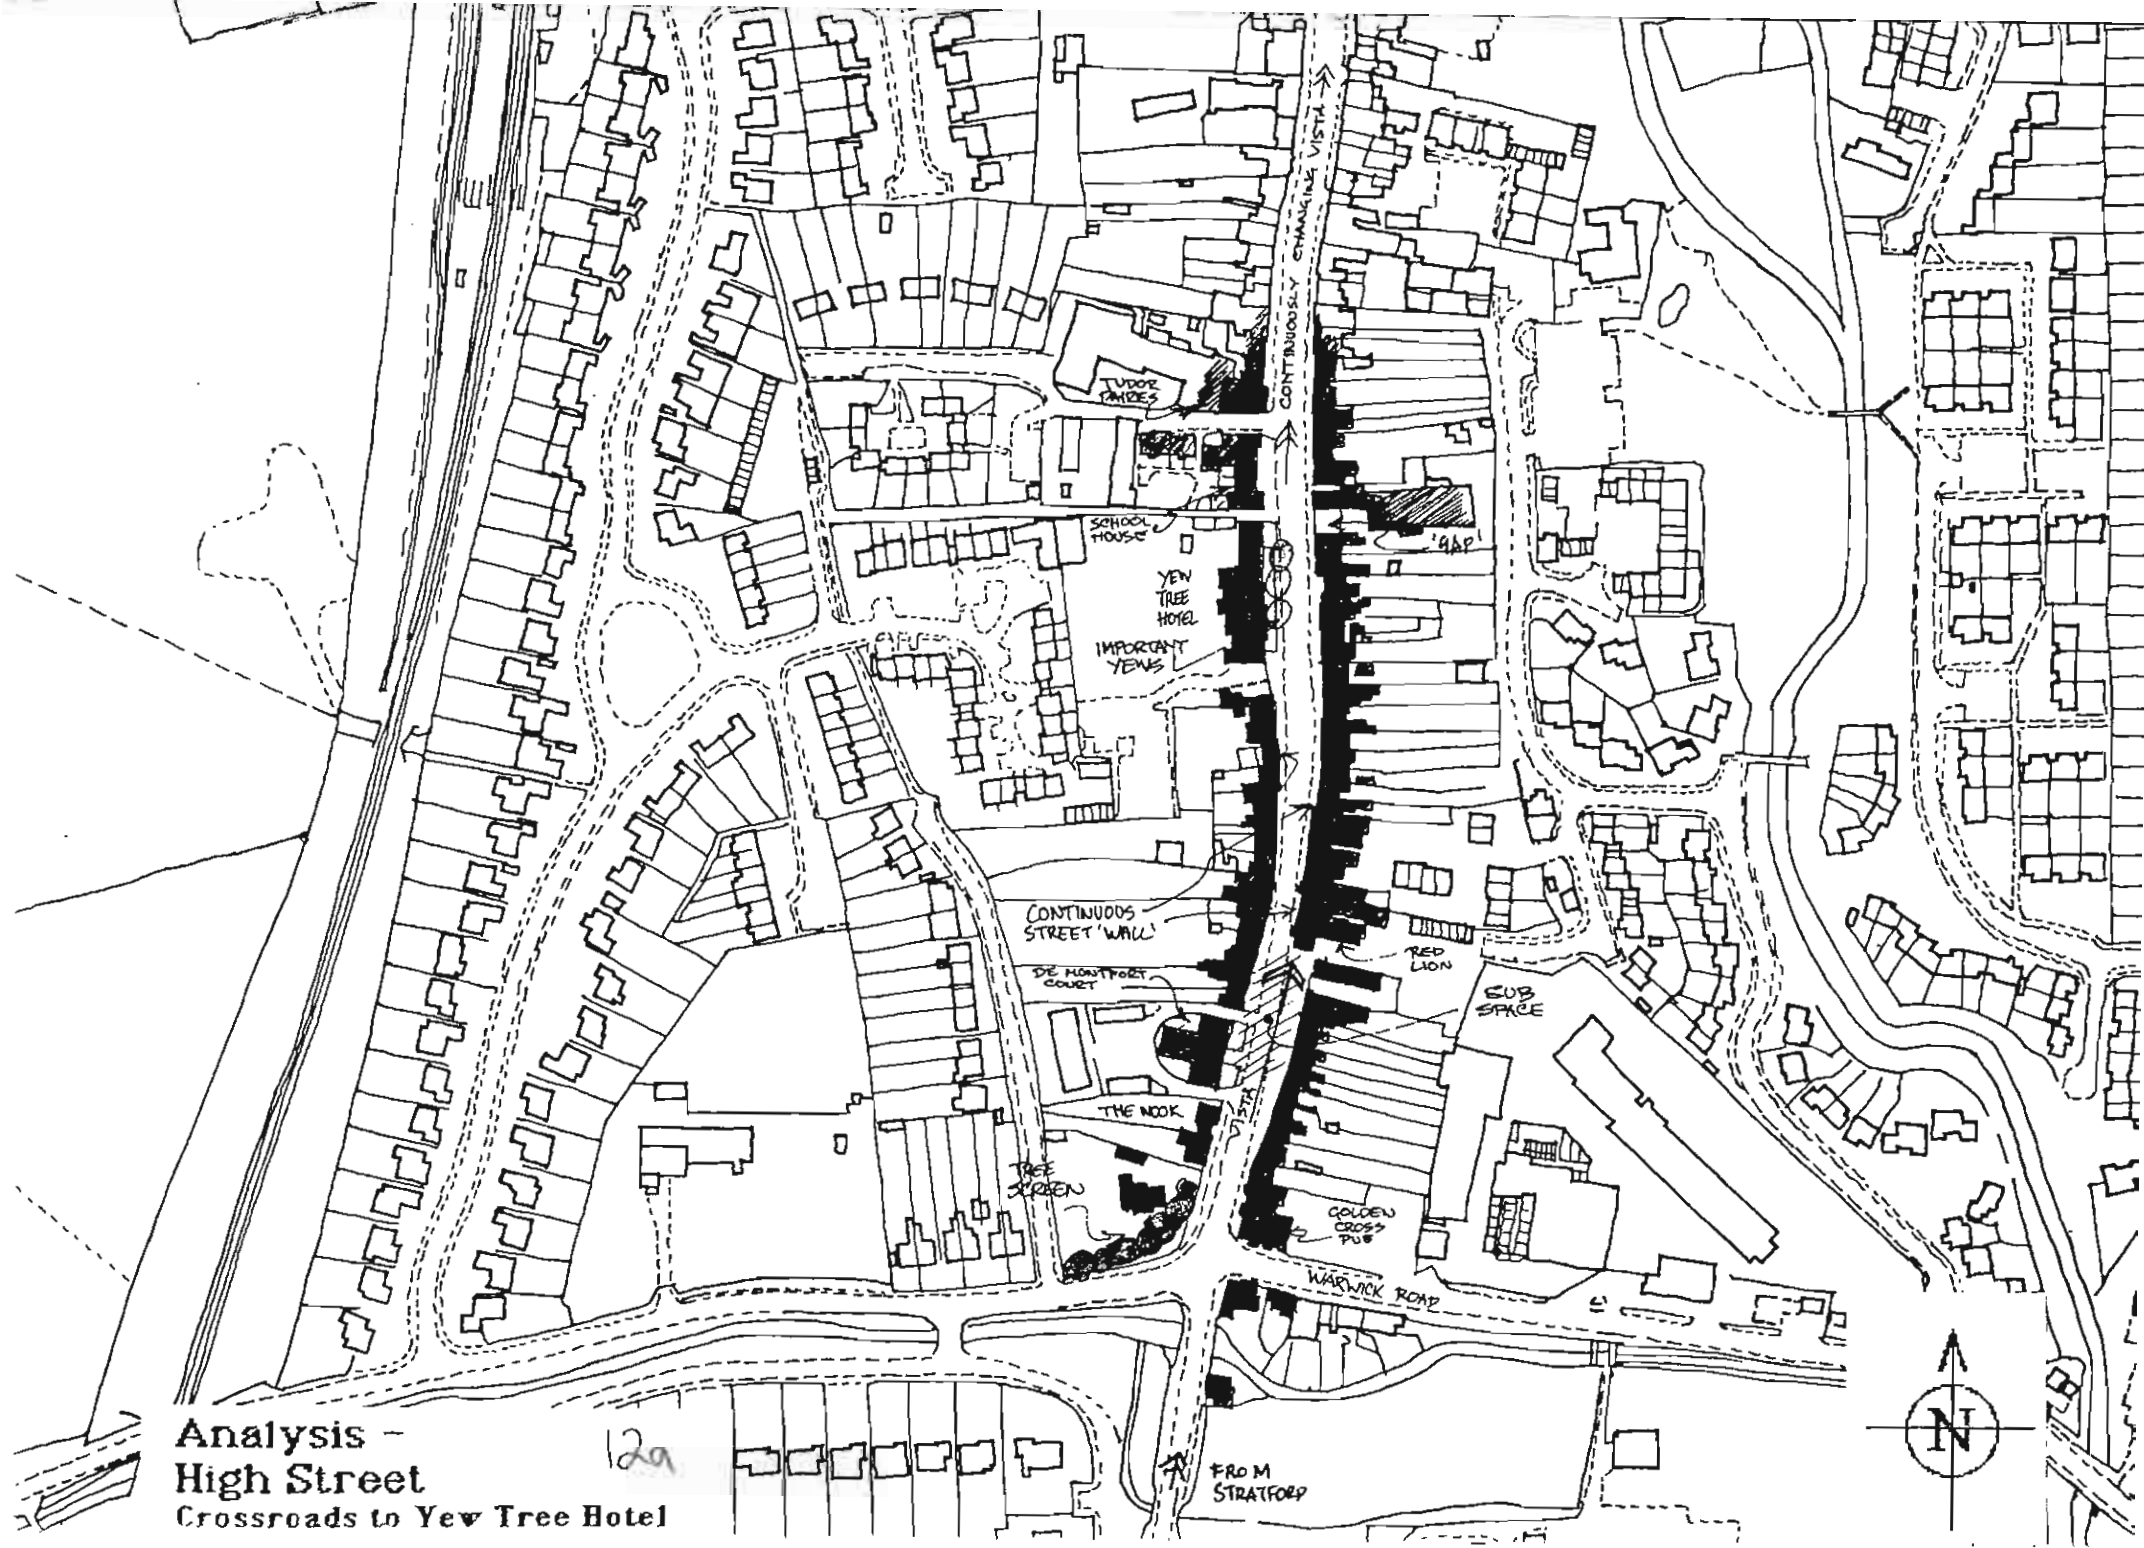 CONTINUOUSLY CHANGING VISTA
TUDOR
SCHOOL
HOUSE
'GAP'
YEW
TREE
HOTEL
IMPORTANT
YEWS
CONTINUOUS
STREET 'WALL'
RED
LION
DE MONTFORT
COURT
SUB
SPACE
VISTA
THE NOOK
TREE
SCREEN
GOLDEN
CROSS
PUB
WARWICK ROAD
Analysis -
High Street
Crossroads to Yew Tree Hotel
12a
FROM
STRATFORD
N